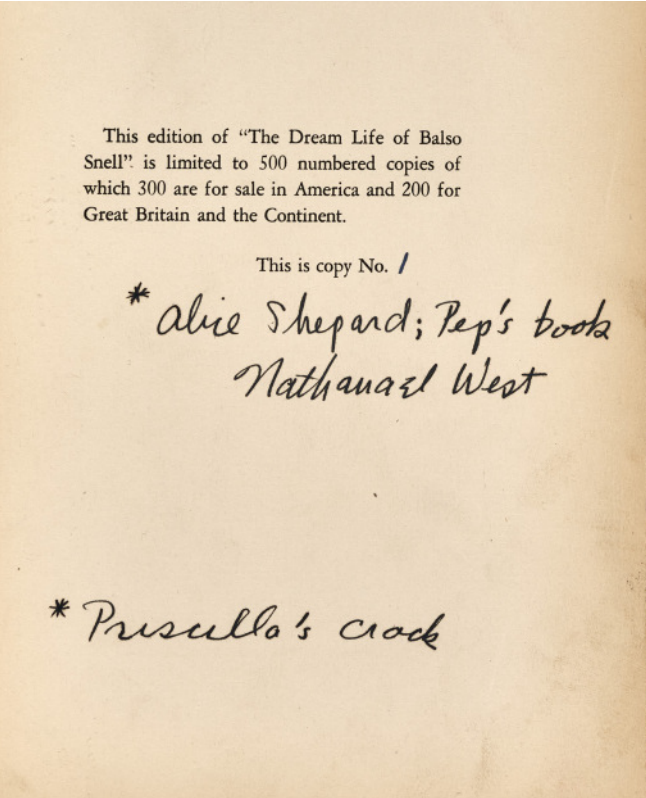 This edition of "The Dream Life of Balso
Snell" is limited to 500 numbered copies of
which 300 are for sale in America and 200 for
Great Britain and the Continent.
This is copy No. 1
* Alice Shepard; Pep's book
Nathanael West
* Priscilla's crack